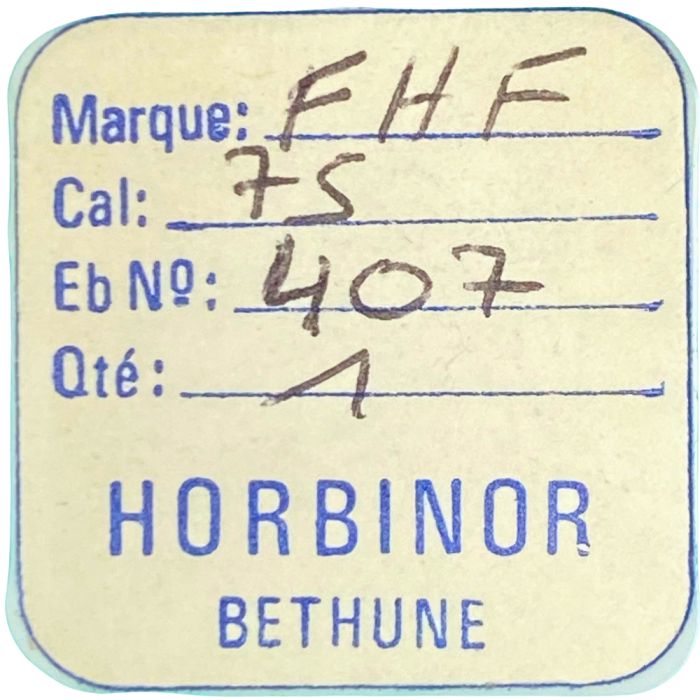 Marque: FHF
Cal: 75
Eb Nº: 407
Qté: 1
HORBINOR
BETHUNE